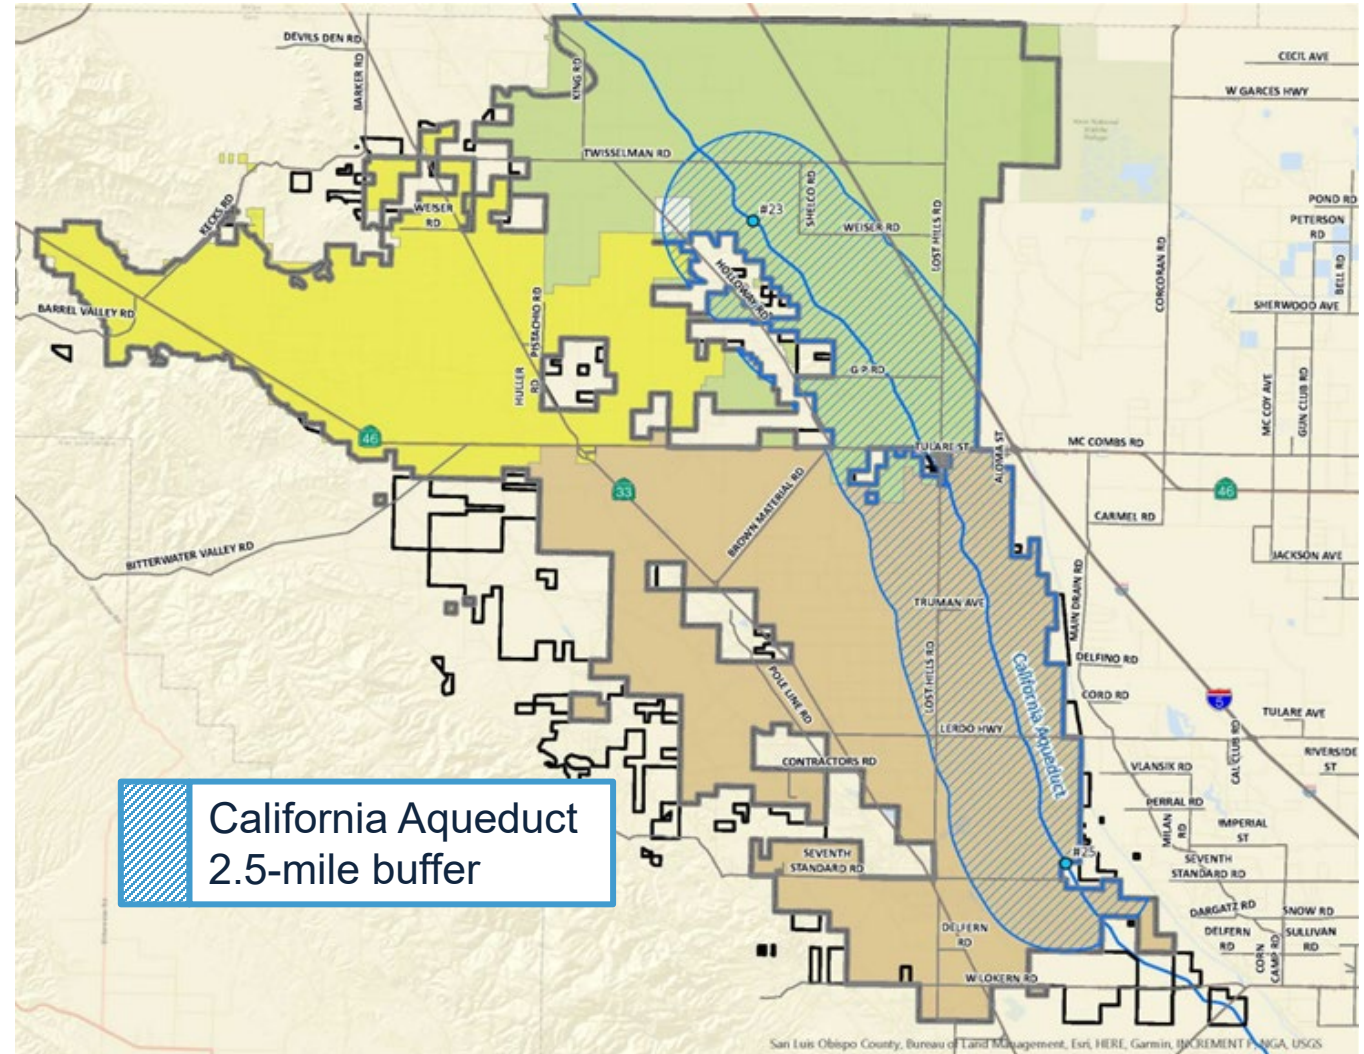 DEVILS DEN RD
BARKER RD
KING RD
CECIL AVE
W GARCES HWY
TWISSELMAN RD
KECKS RD
WEISER
RD
#23
SHELCO RD
WEISER RD
LOST HILLS RD
POND RD
PETERSON
RD
BELL RD
CORCORAN RD
BARREL VALLEY RD
PISTACHIO RD
HULLER
RD
HOLLOWAY RD
SHERWOOD AVE
G P RD
MC COY AVE
GUN CLUB RD
46
TULARE ST
ALOMA ST
MC COMBS RD
33
BROWN MATERIAL RD
46
CARMEL RD
JACKSON AVE
BITTERWATER VALLEY RD
TRUMAN AVE
MAIN DRAIN RD
DELFINO RD
LOST HILLS RD
California Aqueduct
CORD RD
5
POLE LINE RD
TULARE AVE
LERDO HWY
CAL CLUB RD
RIVERSIDE
ST
CONTRACTORS RD
VLANSIK RD
PERRAL RD
MILAN
RD
IMPERIAL
ST
California Aqueduct
2.5-mile buffer
#25
SEVENTH
STANDARD RD
SEVENTH
STANDARD RD
DARGATZ RD
SNOW RD
DELFERN
RD
DELFERN
RD
CORN
CAMP RD
SULLIVAN
RD
W LOKERN RD
San Luis Obispo County, Bureau of Land Management, Esri, HERE, Garmin, INCREMENT P, NGA, USGS